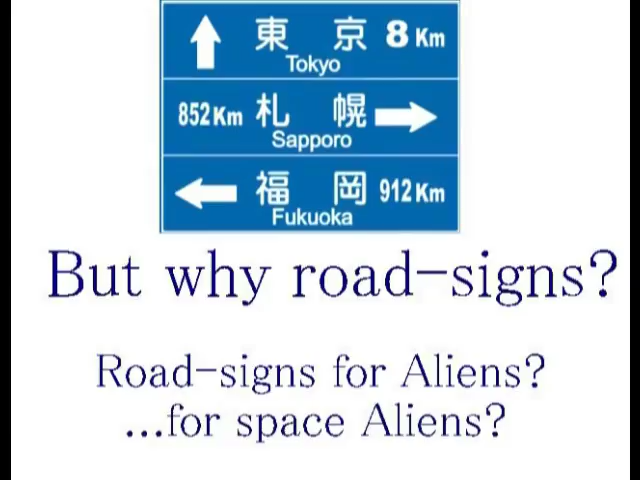 東 京 8 Km
Tokyo
852 Km 札 幌
Sapporo
福 岡 912 Km
Fukuoka
But why road-signs?
Road-signs for Aliens?
...for space Aliens?